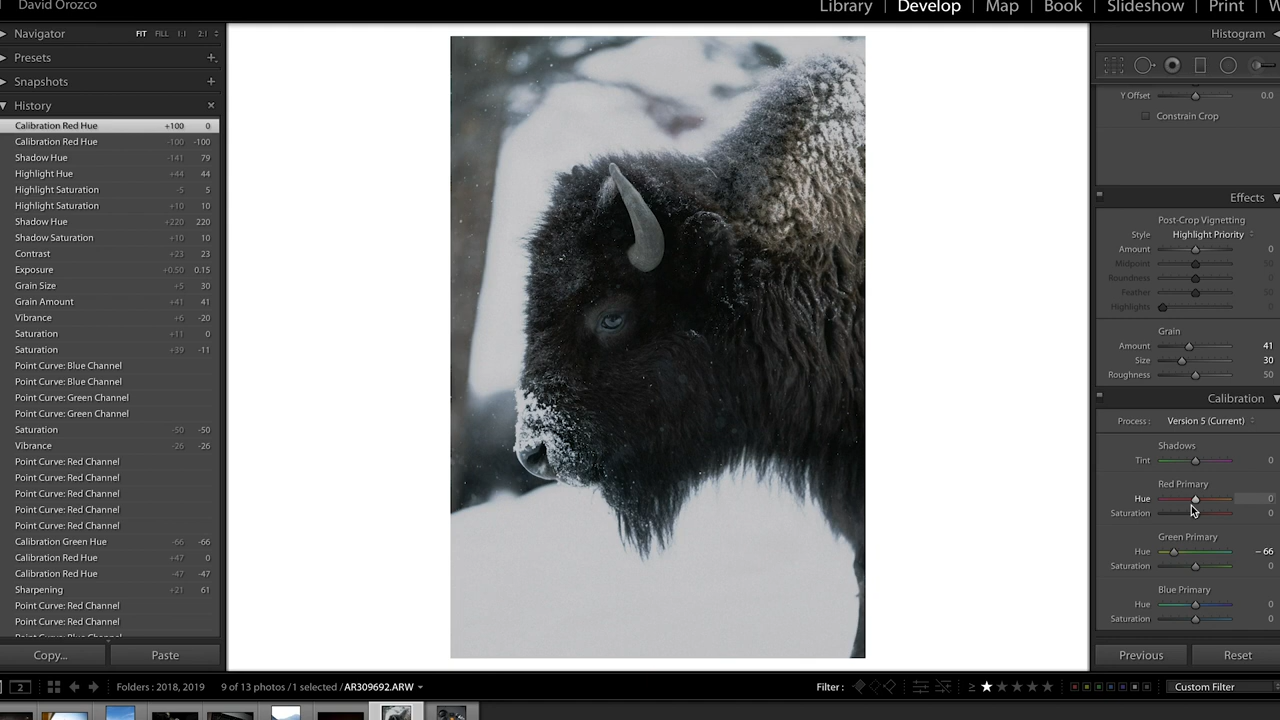 David Orozco
Library | Develop | Map | Book | Slideshow | Print |
Navigator FIT FILL 1:1 2:1
Presets
Snapshots
History
Calibration Red Hue +100 0
Calibration Red Hue -100 -100
Shadow Hue -141 79
Highlight Hue +44 44
Highlight Saturation -5 5
Highlight Saturation +10 10
Shadow Hue +220 220
Shadow Saturation +10 10
Contrast +23 23
Exposure +0.50 0.15
Grain Size +5 30
Grain Amount +41 41
Vibrance +6 -20
Saturation +11 0
Saturation +39 -11
Point Curve: Blue Channel
Point Curve: Blue Channel
Point Curve: Green Channel
Point Curve: Green Channel
Saturation -50 -50
Vibrance -26 -26
Point Curve: Red Channel
Point Curve: Red Channel
Point Curve: Red Channel
Point Curve: Red Channel
Point Curve: Red Channel
Calibration Green Hue -66 -66
Calibration Red Hue +47 0
Calibration Red Hue -47 -47
Sharpening +21 61
Point Curve: Red Channel
Point Curve: Red Channel
Copy... Paste
Histogram
Y Offset 0.0
Constrain Crop
Effects
Post-Crop Vignetting
Style Highlight Priority
Amount 0
Midpoint 50
Roundness 0
Feather 50
Highlights 0
Grain
Amount 41
Size 30
Roughness 50
Calibration
Process : Version 5 (Current)
Shadows
Tint 0
Red Primary
Hue 0
Saturation 0
Green Primary
Hue – 66
Saturation 0
Blue Primary
Hue 0
Saturation 0
Previous Reset
2 Folders : 2018, 2019 9 of 13 photos / 1 selected / AR309692.ARW Filter : ≥ Custom Filter